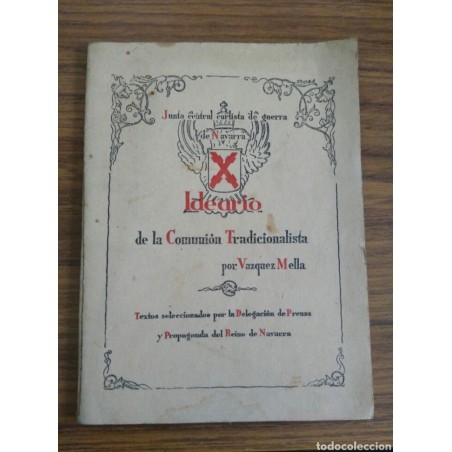 Junta central carlista de guerra
de Navarra
Ideario
de la Comunión Tradicionalista
por Vazquez Mella
Textos seleccionados por la Delegación de Prensa
y Propaganda del Reino de Navarra
todocoleccion